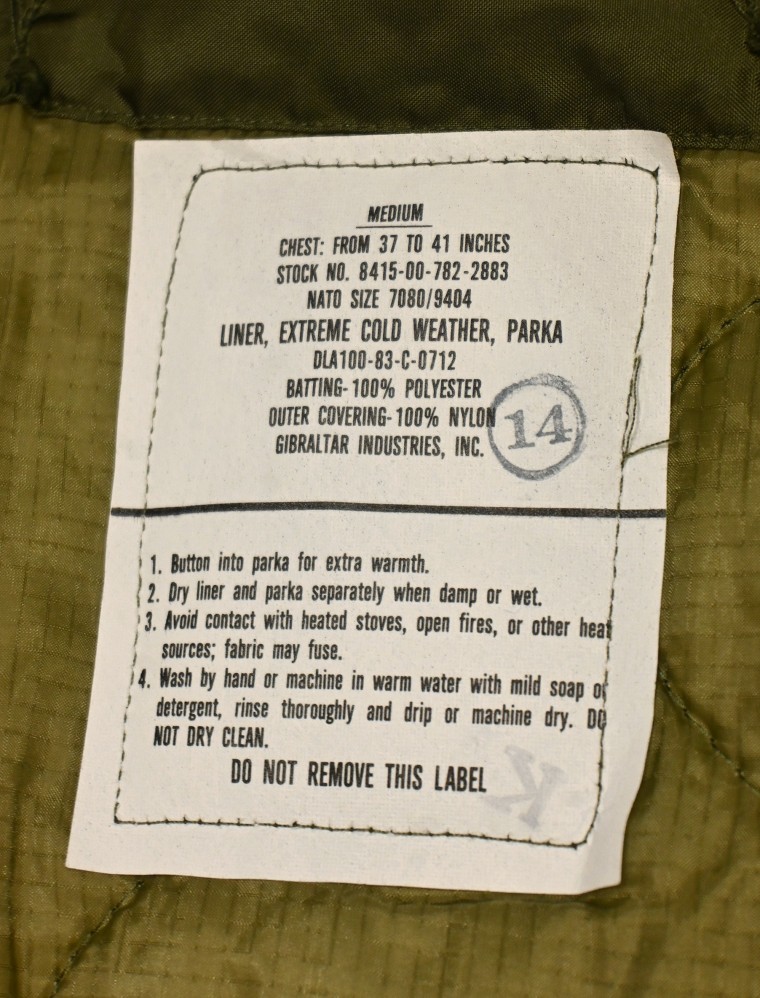 MEDIUM
CHEST: FROM 37 TO 41 INCHES
STOCK NO. 8415-00-782-2883
NATO SIZE 7080/9404
LINER, EXTREME COLD WEATHER, PARKA
DLA100-83-C-0712
BATTING-100% POLYESTER
OUTER COVERING-100% NYLON
GIBRALTAR INDUSTRIES, INC.
14
1. Button into parka for extra warmth.
2. Dry liner and parka separately when damp or wet.
3. Avoid contact with heated stoves, open fires, or other heat
sources; fabric may fuse.
4. Wash by hand or machine in warm water with mild soap or
detergent, rinse thoroughly and drip or machine dry. DO
NOT DRY CLEAN.
DO NOT REMOVE THIS LABEL
K